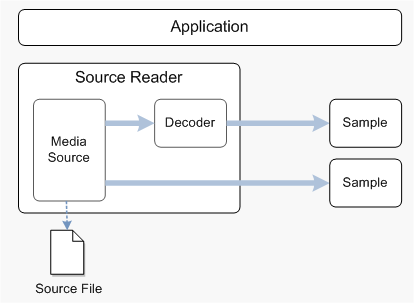 Application
Source Reader
Media
Source
Decoder
Sample
Sample
Source File